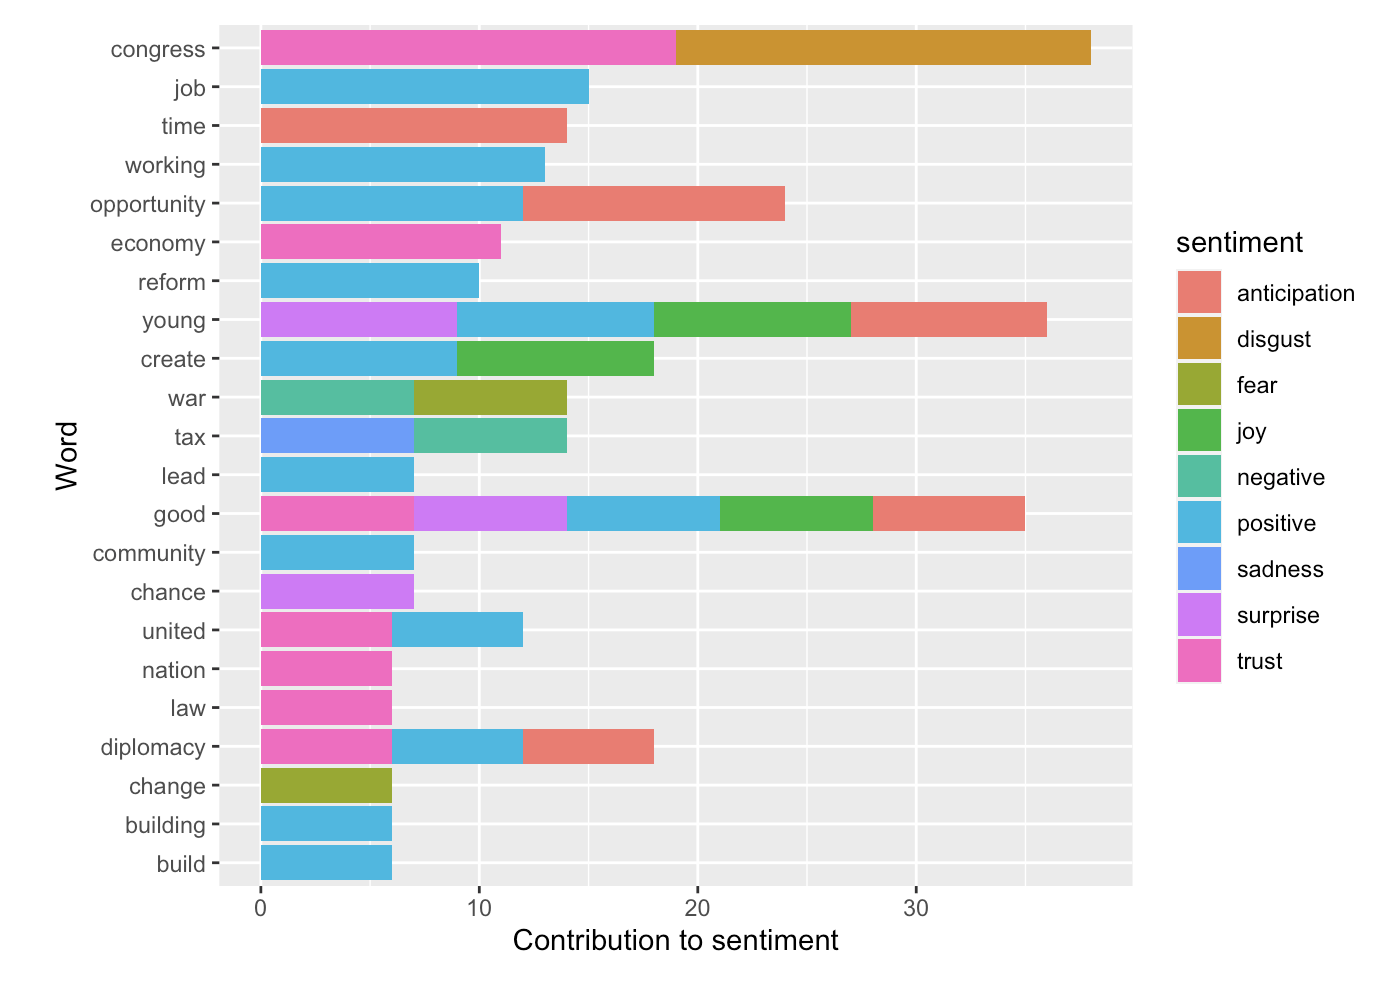 congress
job
time
working
opportunity
economy
reform
young
create
war
tax
lead
good
community
chance
united
nation
law
diplomacy
change
building
build
Word
0 10 20 30
Contribution to sentiment
sentiment
anticipation
disgust
fear
joy
negative
positive
sadness
surprise
trust